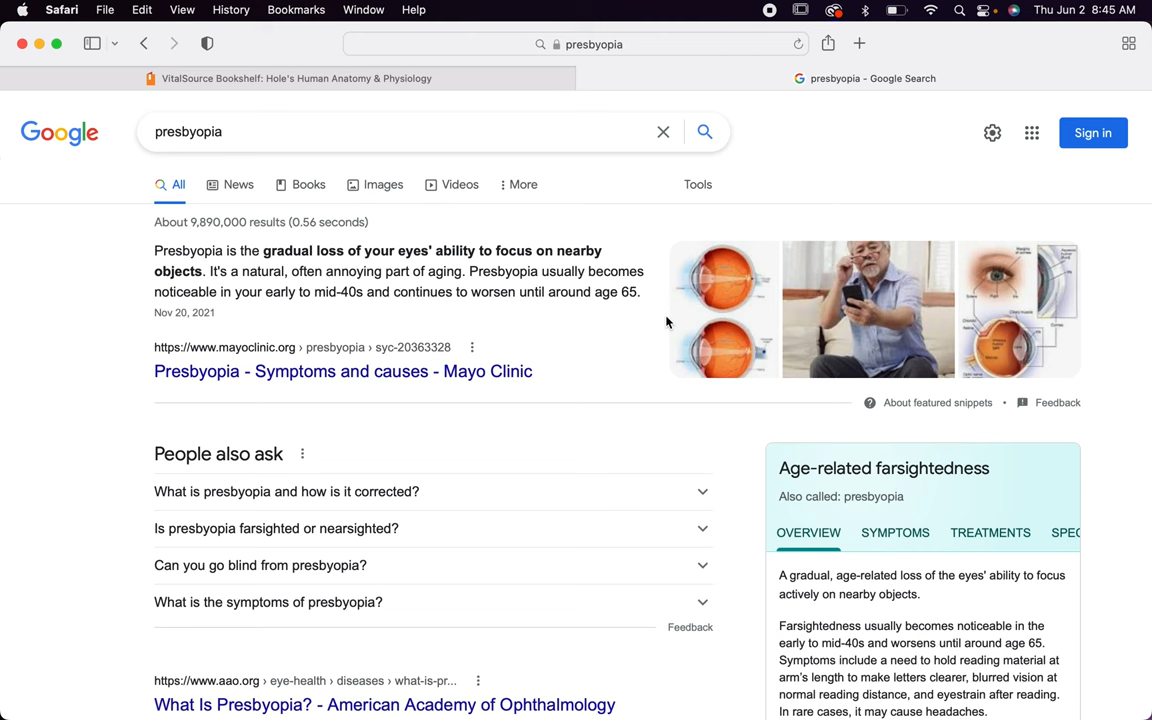 Safari File Edit View History Bookmarks Window Help Thu Jun 2 8:45 AM
presbyopia
VitalSource Bookshelf: Hole's Human Anatomy & Physiology
presbyopia - Google Search
Google
presbyopia
Sign in
All News Books Images Videos More Tools
About 9,890,000 results (0.56 seconds)
Presbyopia is the gradual loss of your eyes' ability to focus on nearby
objects. It's a natural, often annoying part of aging. Presbyopia usually becomes
noticeable in your early to mid-40s and continues to worsen until around age 65.
Nov 20, 2021
https://www.mayoclinic.org › presbyopia › syc-20363328
Presbyopia - Symptoms and causes - Mayo Clinic
About featured snippets • Feedback
People also ask
What is presbyopia and how is it corrected?
Is presbyopia farsighted or nearsighted?
Can you go blind from presbyopia?
What is the symptoms of presbyopia?
Feedback
https://www.aao.org › eye-health › diseases › what-is-pr...
What Is Presbyopia? - American Academy of Ophthalmology
Age-related farsightedness
Also called: presbyopia
OVERVIEW SYMPTOMS TREATMENTS SPEC
A gradual, age-related loss of the eyes' ability to focus
actively on nearby objects.
Farsightedness usually becomes noticeable in the
early to mid-40s and worsens until around age 65.
Symptoms include a need to hold reading material at
arm's length to make letters clearer, blurred vision at
normal reading distance, and eyestrain after reading.
In rare cases, it may cause headaches.